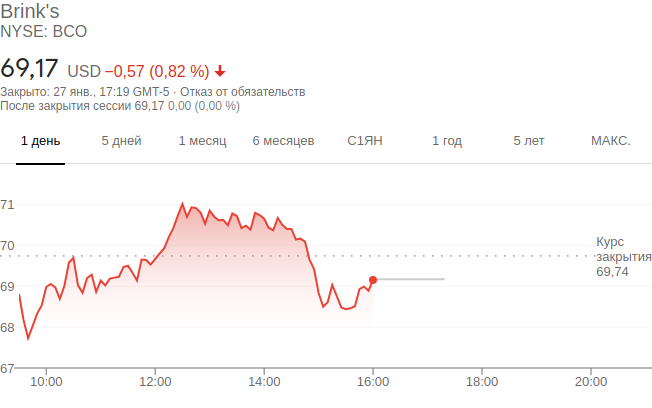 Brink's
NYSE: BCO
69,17 USD −0,57 (0,82 %)
Закрыто: 27 янв., 17:19 GMT-5 · Отказ от обязательств
После закрытия сессии 69,17 0,00 (0,00 %)
1 день 5 дней 1 месяц 6 месяцев С1ЯН 1 год 5 лет МАКС.
71
70
69
68
67
Курс
закрытия
69,74
10:00 12:00 14:00 16:00 18:00 20:00